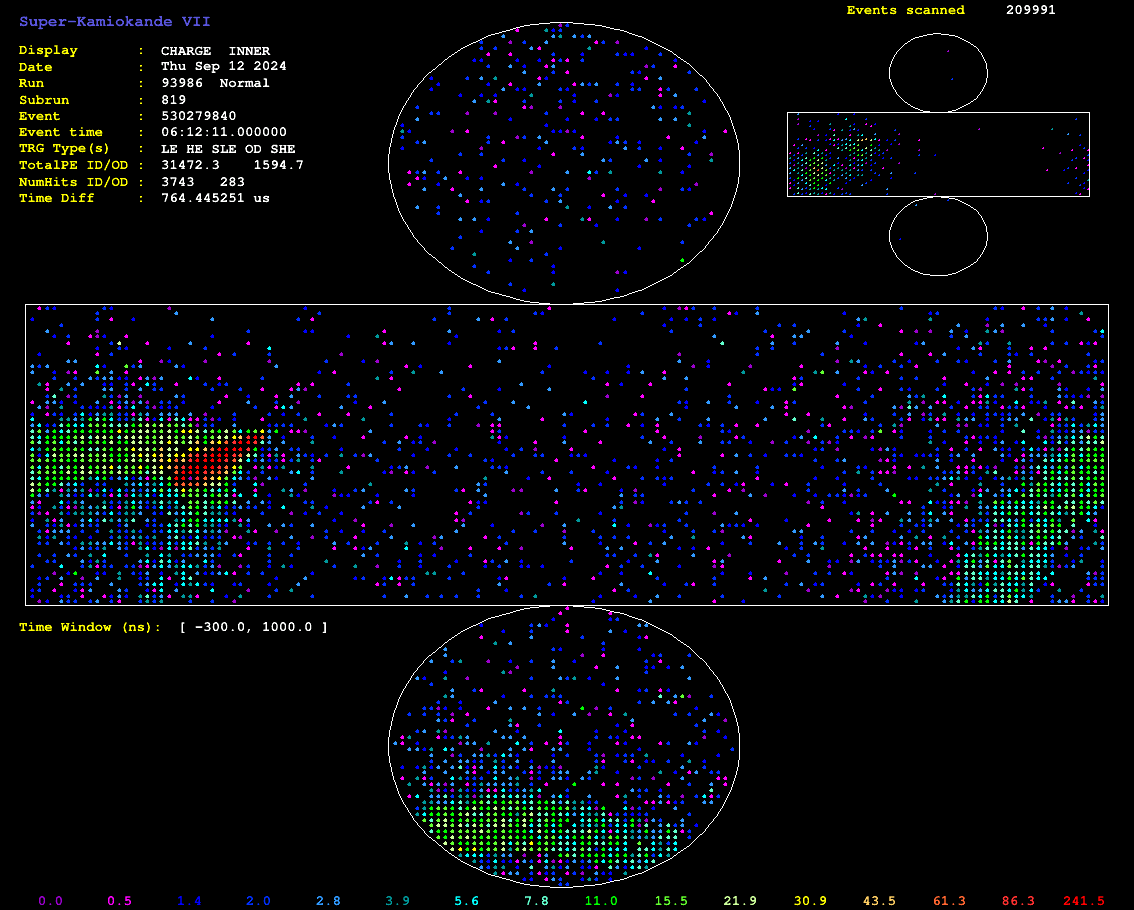 Super-Kamiokande VII
Events scanned 209991
Display : CHARGE INNER
Date : Thu Sep 12 2024
Run : 93986 Normal
Subrun : 819
Event : 530279840
Event time : 06:12:11.000000
TRG Type(s) : LE HE SLE OD SHE
TotalPE ID/OD : 31472.3 1594.7
NumHits ID/OD : 3743 283
Time Diff : 764.445251 us
Time Window (ns): [ -300.0, 1000.0 ]
0.0 0.5 1.4 2.0 2.8 3.9 5.6 7.8 11.0 15.5 21.9 30.9 43.5 61.3 86.3 241.5